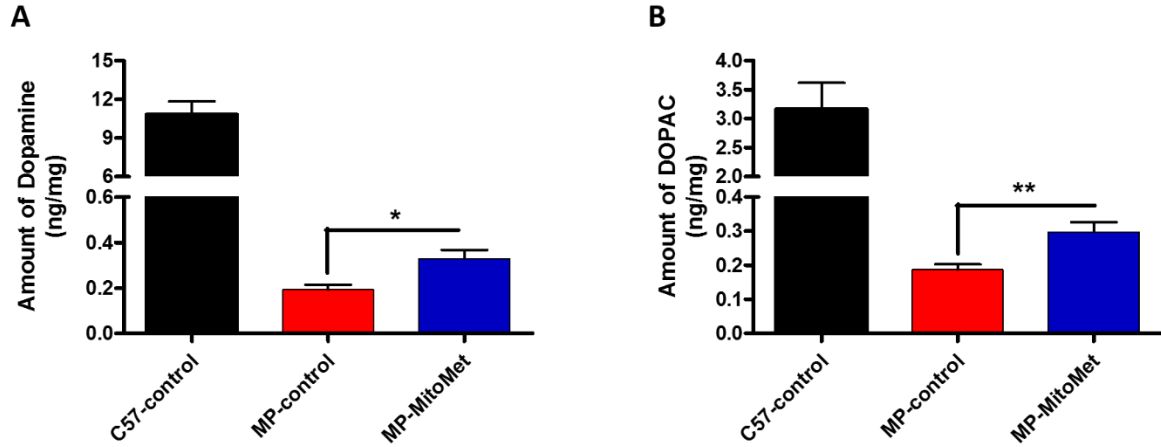 A
Amount of Dopamine
(ng/mg)
15
12
9
6
0.6
0.4
0.2
0.0
*
C57-control
MP-control
MP-MitoMet
B
Amount of DOPAC
(ng/mg)
4.0
3.5
3.0
2.5
2.0
0.4
0.3
0.2
0.1
0.0
**
C57-control
MP-control
MP-MitoMet